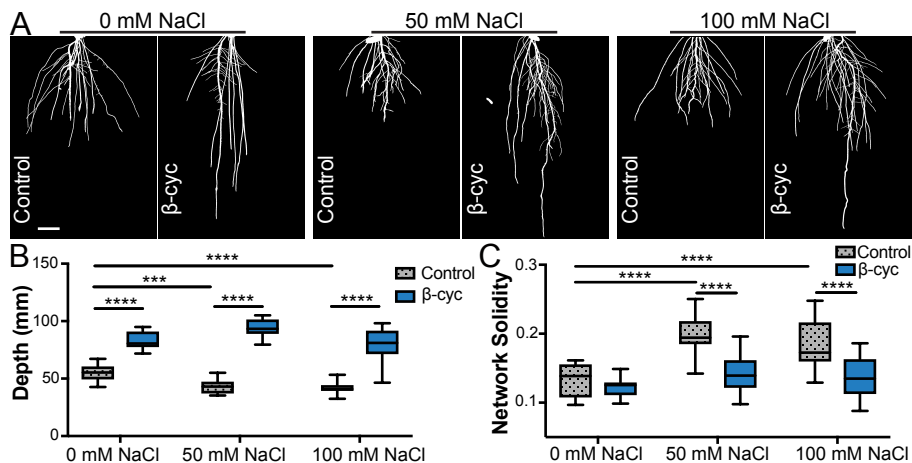 A
0 mM NaCl
50 mM NaCl
100 mM NaCl
Control
β-cyc
Control
β-cyc
Control
β-cyc
B
Depth (mm)
150
100
50
0
****
***
****
****
****
Control
β-cyc
0 mM NaCl
50 mM NaCl
100 mM NaCl
C
Network Solidity
0.3
0.2
0.1
****
****
****
****
Control
β-cyc
0 mM NaCl
50 mM NaCl
100 mM NaCl